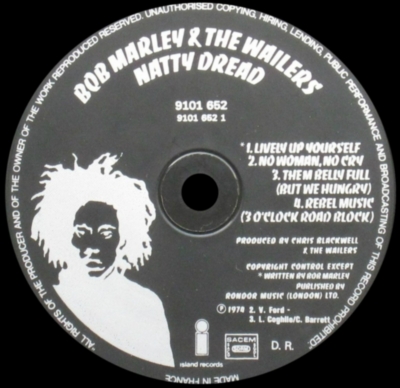 "ALL RIGHTS OF THE PRODUCER AND OF THE OWNER OF THE WORK REPRODUCED RESERVED. UNAUTHORISED COPYING, HIRING, LENDING, PUBLIC PERFORMANCE AND BROADCASTING OF THIS RECORD PROHIBITED"
BOB MARLEY & THE WAILERS
NATTY DREAD
9101 652
9101 652 1
*1. LIVELY UP YOURSELF
2. NO WOMAN, NO CRY
3. THEM BELLY FULL
(BUT WE HUNGRY)
4. REBEL MUSIC
(3 O'CLOCK ROAD BLOCK)
PRODUCED BY CHRIS BLACKWELL
& THE WAILERS
COPYRIGHT CONTROL EXCEPT
* WRITTEN BY BOB MARLEY
PUBLISHED BY
RONDOR MUSIC (LONDON) LTD.
℗ 1974 2. V. Ford -
3. L. Coghile/C. Barrett
island records
SACEM
D. R.
MADE IN FRANCE